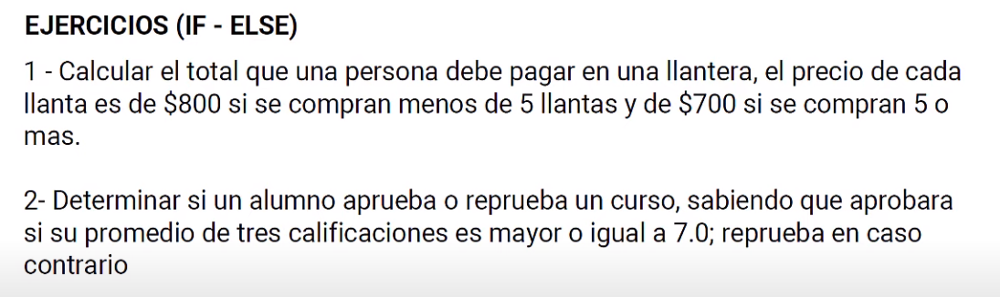 EJERCICIOS (IF - ELSE)
1 - Calcular el total que una persona debe pagar en una llantera, el precio de cada
llanta es de $800 si se compran menos de 5 llantas y de $700 si se compran 5 o
mas.
2- Determinar si un alumno aprueba o reprueba un curso, sabiendo que aprobara
si su promedio de tres calificaciones es mayor o igual a 7.0; reprueba en caso
contrario